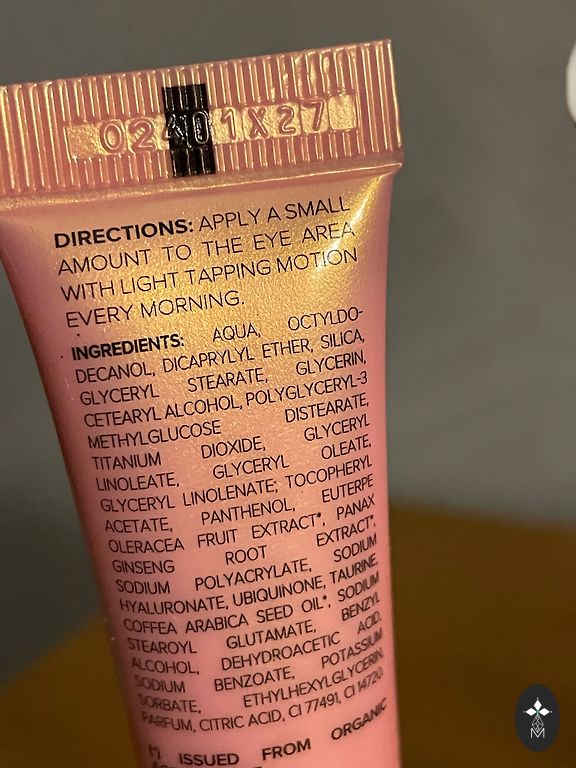 02401X27
DIRECTIONS: APPLY A SMALL
AMOUNT TO THE EYE AREA
WITH LIGHT TAPPING MOTION
EVERY MORNING.
INGREDIENTS: AQUA, OCTYLDO-
DECANOL, DICAPRYLYL ETHER, SILICA,
GLYCERYL STEARATE, GLYCERIN,
CETEARYL ALCOHOL, POLYGLYCERYL-3
METHYLGLUCOSE DISTEARATE,
TITANIUM DIOXIDE, GLYCERYL
LINOLEATE, GLYCERYL OLEATE,
GLYCERYL LINOLENATE; TOCOPHERYL
ACETATE, PANTHENOL, EUTERPE
OLERACEA FRUIT EXTRACT*, PANAX
GINSENG ROOT EXTRACT*,
SODIUM POLYACRYLATE, SODIUM
HYALURONATE, UBIQUINONE, TAURINE,
COFFEA ARABICA SEED OIL*, SODIUM
STEAROYL GLUTAMATE, BENZYL
ALCOHOL, DEHYDROACETIC ACID,
SODIUM BENZOATE, POTASSIUM
SORBATE, ETHYLHEXYLGLYCERIN,
PARFUM, CITRIC ACID, CI 77491, CI 14720.
(*) ISSUED FROM ORGANIC
M